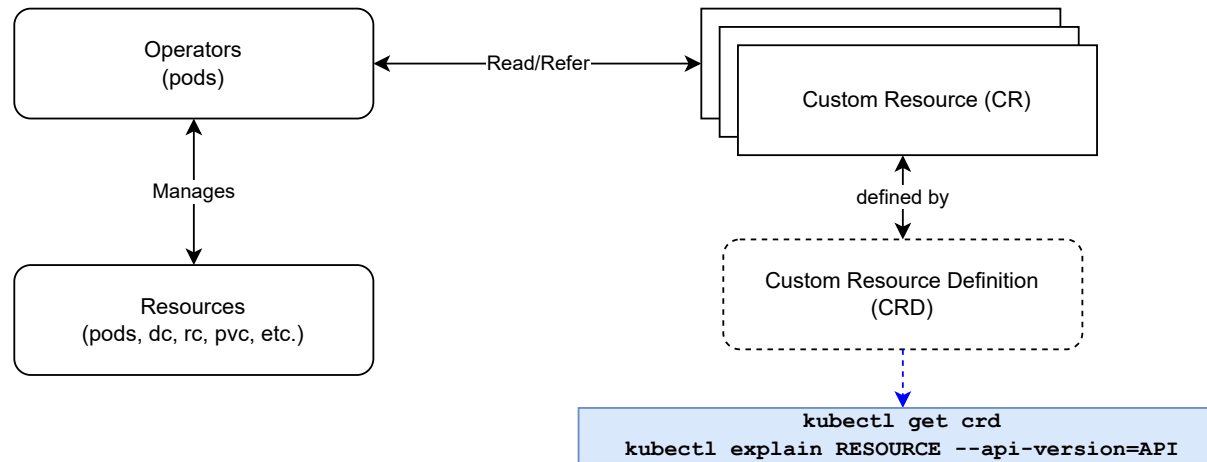 Operators
(pods)
Read/Refer
Custom Resource (CR)
Manages
defined by
Resources
(pods, dc, rc, pvc, etc.)
Custom Resource Definition
(CRD)
kubectl get crd
kubectl explain RESOURCE --api-version=API